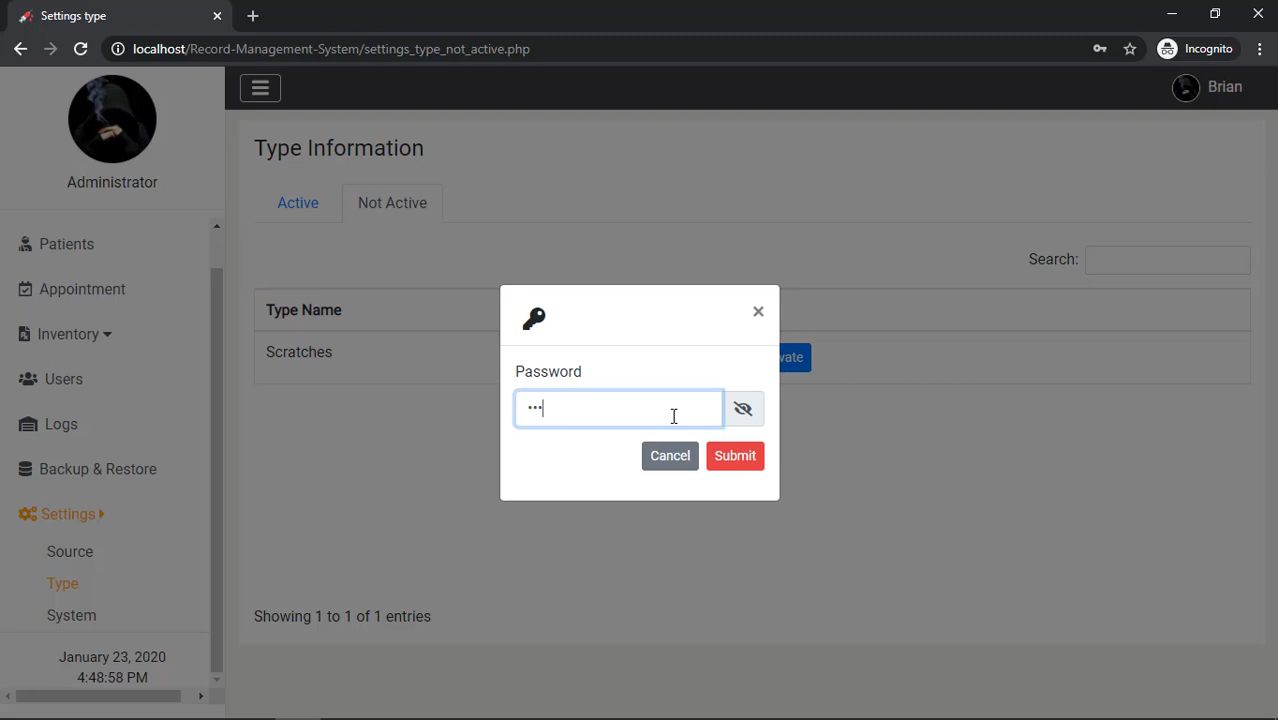 Settings type
localhost/Record-Management-System/settings_type_not_active.php
Incognito
Administrator
Brian
Patients
Appointment
Inventory
Users
Logs
Backup & Restore
Settings
Source
Type
System
January 23, 2020
4:48:58 PM
Type Information
Active
Not Active
Search:
Type Name
Scratches
vate
Password
Cancel
Submit
Showing 1 to 1 of 1 entries